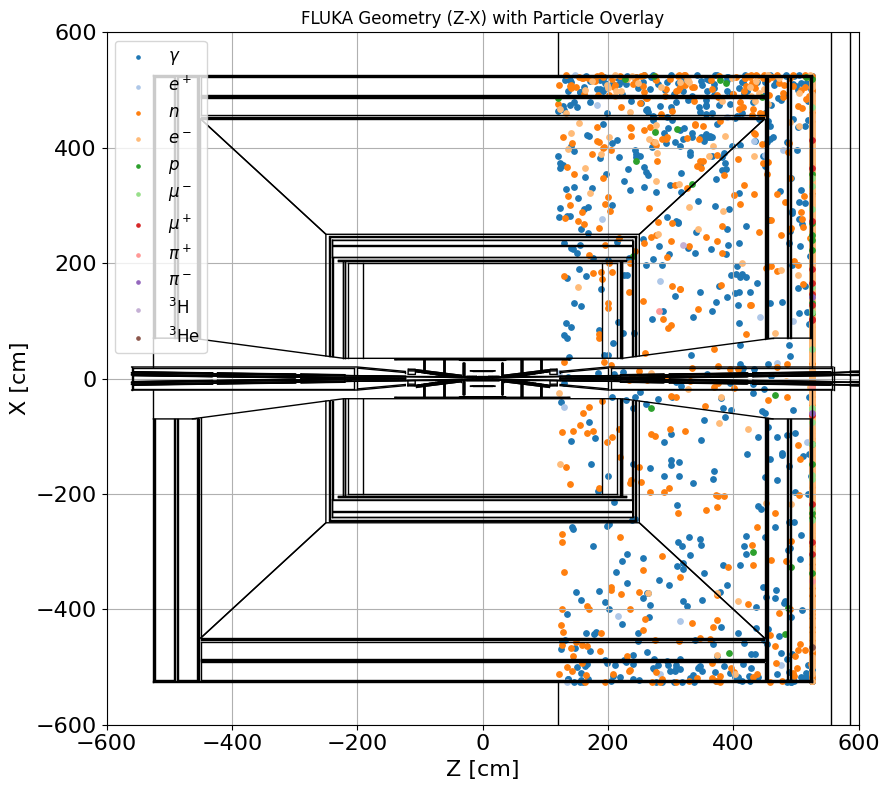 FLUKA Geometry (Z-X) with Particle Overlay
600
400
200
0
−200
−400
−600
X [cm]
γ
e⁺
n
e⁻
p
μ⁻
μ⁺
π⁺
π⁻
³H
³He
−600 −400 −200 0 200 400 600
Z [cm]